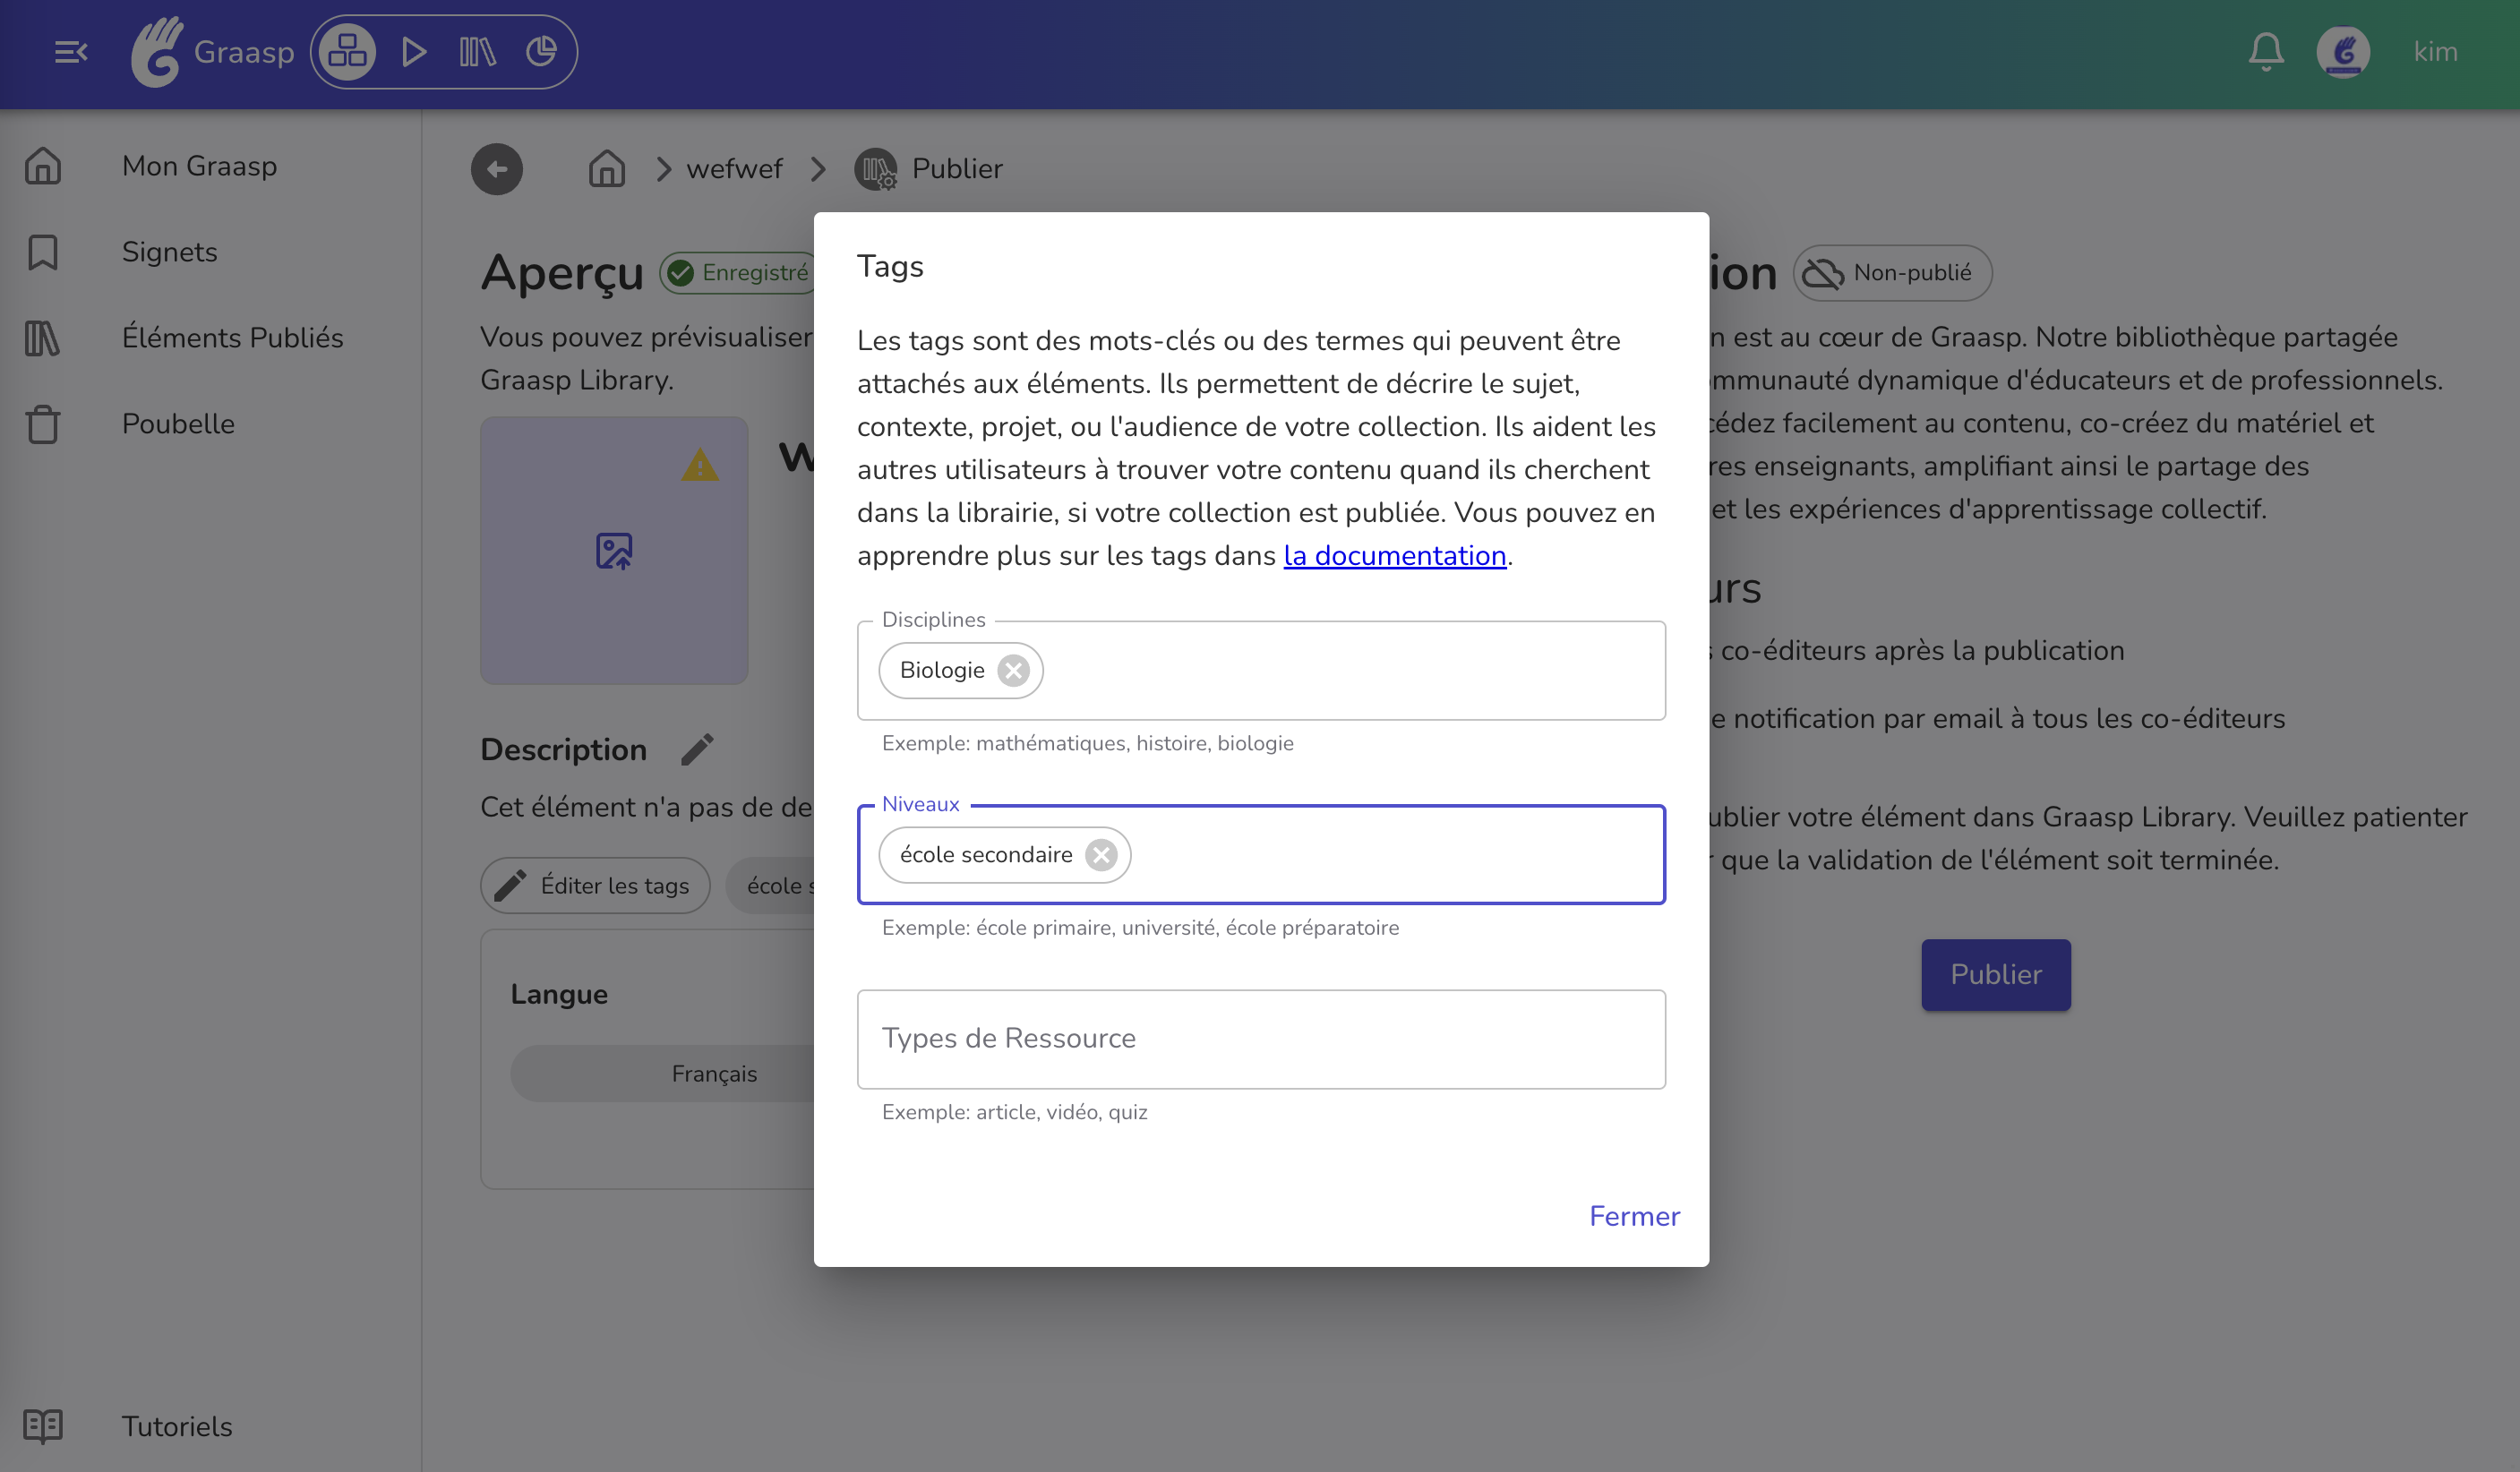 Graasp
kim
Mon Graasp
Signets
Éléments Publiés
Poubelle
Tutoriels
wefwef
Publier
Aperçu
Enregistré
Vous pouvez prévisualiser
Graasp Library.
Description
Cet élément n'a pas de de
Éditer les tags
école s
Langue
Français
Tags
Les tags sont des mots-clés ou des termes qui peuvent être
attachés aux éléments. Ils permettent de décrire le sujet,
contexte, projet, ou l'audience de votre collection. Ils aident les
autres utilisateurs à trouver votre contenu quand ils cherchent
dans la librairie, si votre collection est publiée. Vous pouvez en
apprendre plus sur les tags dans la documentation.
Disciplines
Biologie
Exemple: mathématiques, histoire, biologie
Niveaux
école secondaire
Exemple: école primaire, université, école préparatoire
Types de Ressource
Exemple: article, vidéo, quiz
Fermer
ion
Non-publié
n est au cœur de Graasp. Notre bibliothèque partagée
mmunauté dynamique d'éducateurs et de professionnels.
cédez facilement au contenu, co-créez du matériel et
res enseignants, amplifiant ainsi le partage des
et les expériences d'apprentissage collectif.
urs
s co-éditeurs après la publication
e notification par email à tous les co-éditeurs
ublier votre élément dans Graasp Library. Veuillez patienter
r que la validation de l'élément soit terminée.
Publier